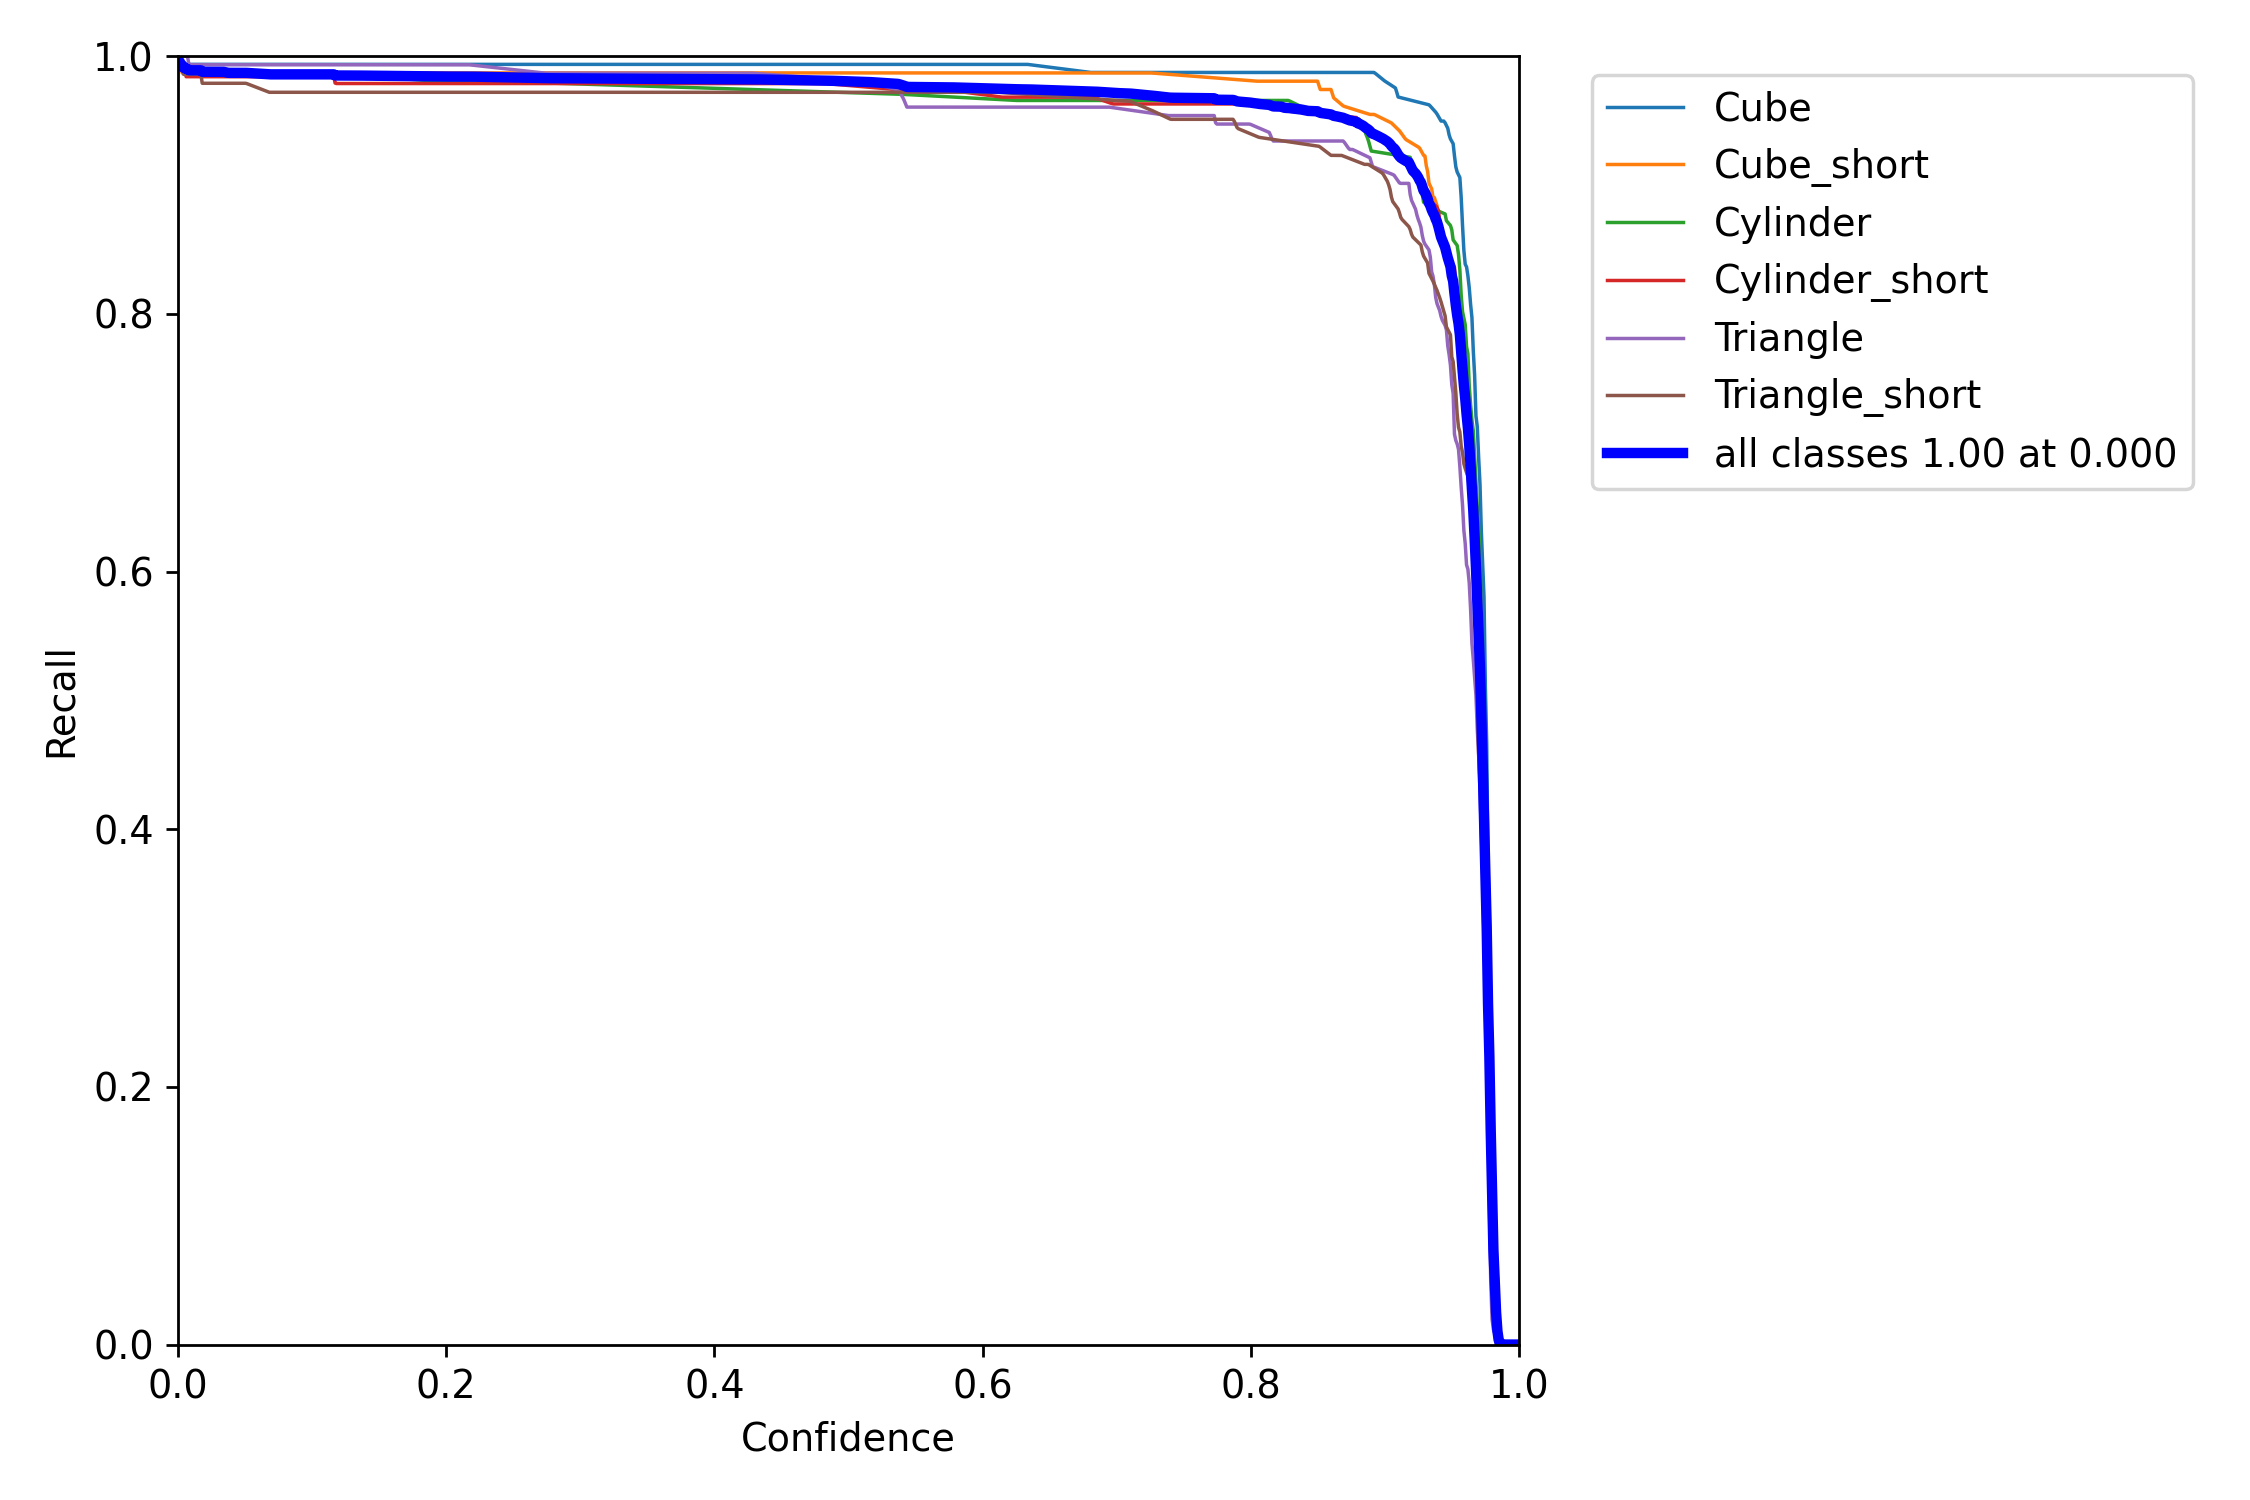 1.0
0.8
0.6
0.4
0.2
0.0
Recall
0.0 0.2 0.4 0.6 0.8 1.0
Confidence
Cube
Cube_short
Cylinder
Cylinder_short
Triangle
Triangle_short
all classes 1.00 at 0.000